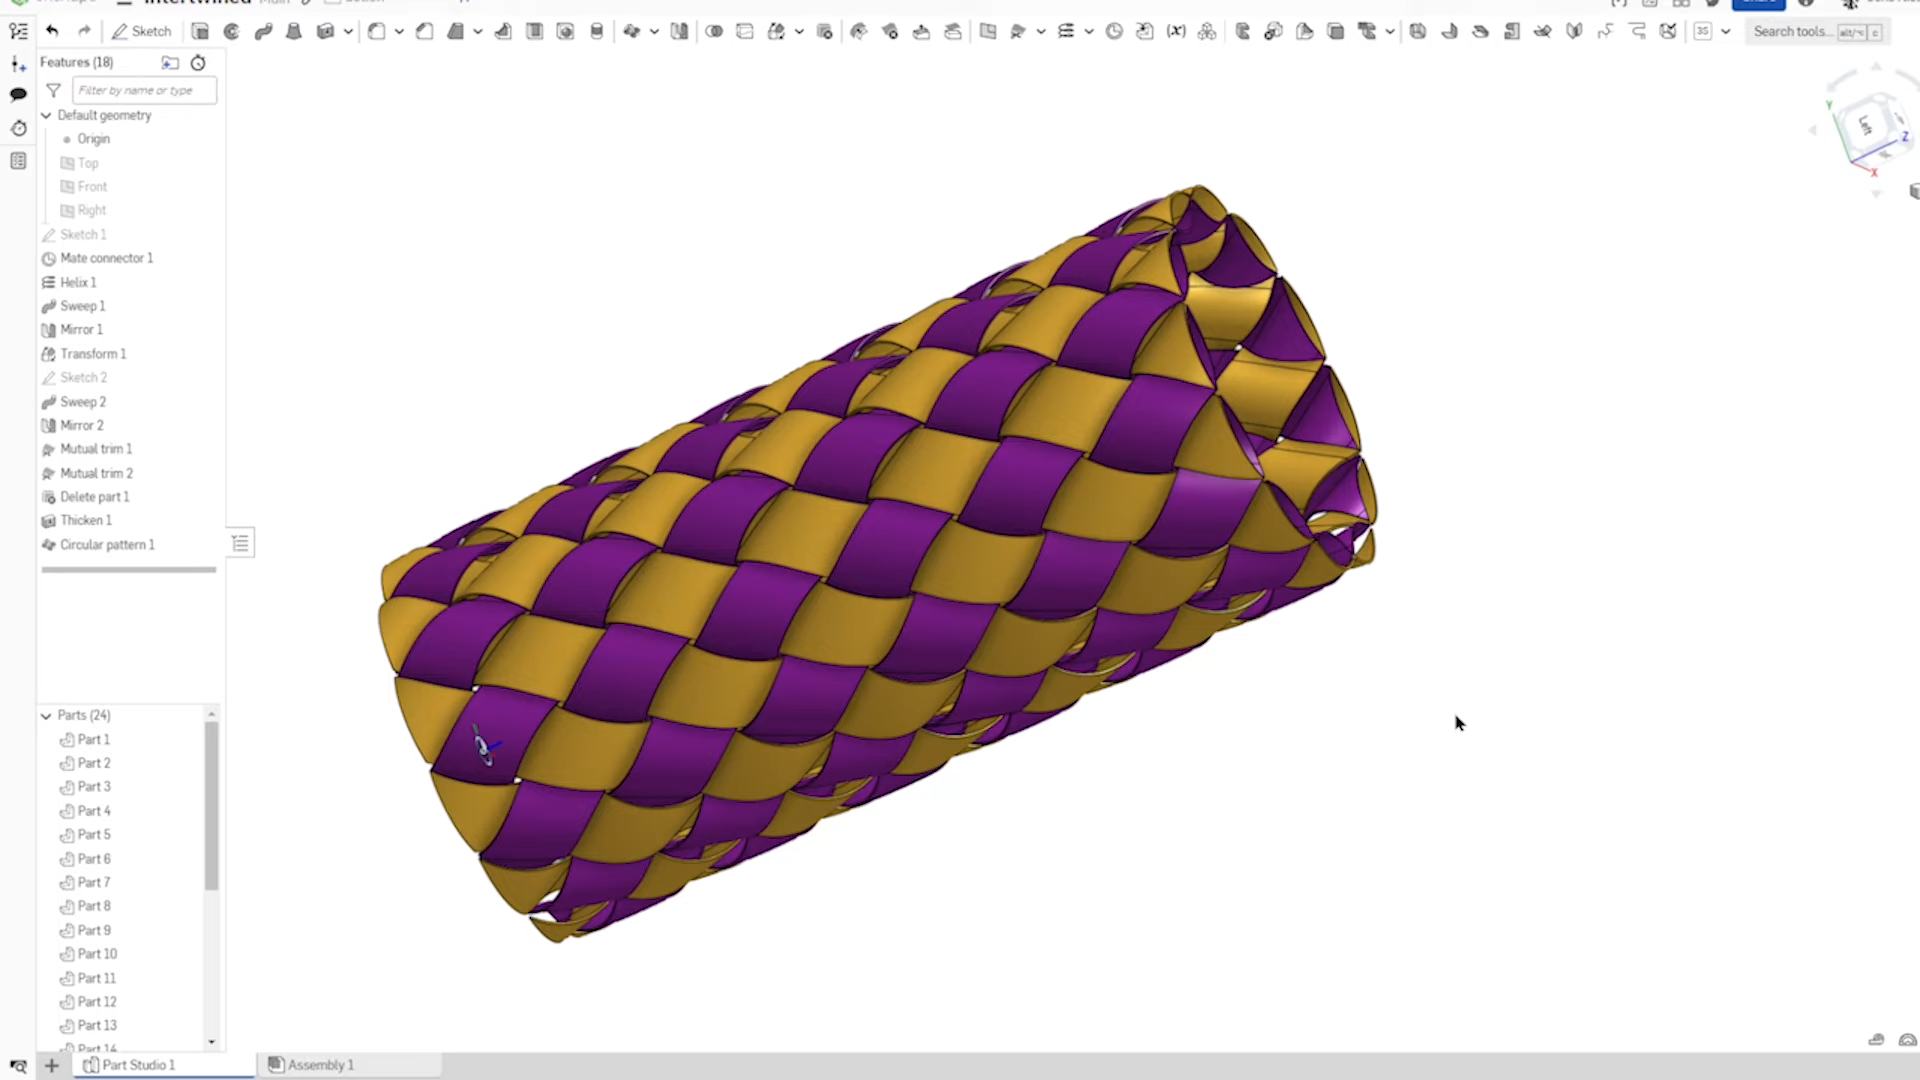 Intertwined Main
Sketch
Search tools... alt/⌥ c
Features (18)
Filter by name or type
Default geometry
Origin
Top
Front
Right
Sketch 1
Mate connector 1
Helix 1
Sweep 1
Mirror 1
Transform 1
Sketch 2
Sweep 2
Mirror 2
Mutual trim 1
Mutual trim 2
Delete part 1
Thicken 1
Circular pattern 1
Parts (24)
Part 1
Part 2
Part 3
Part 4
Part 5
Part 6
Part 7
Part 8
Part 9
Part 10
Part 11
Part 12
Part 13
Part 14
Y
Left
Z
X
Part Studio 1
Assembly 1